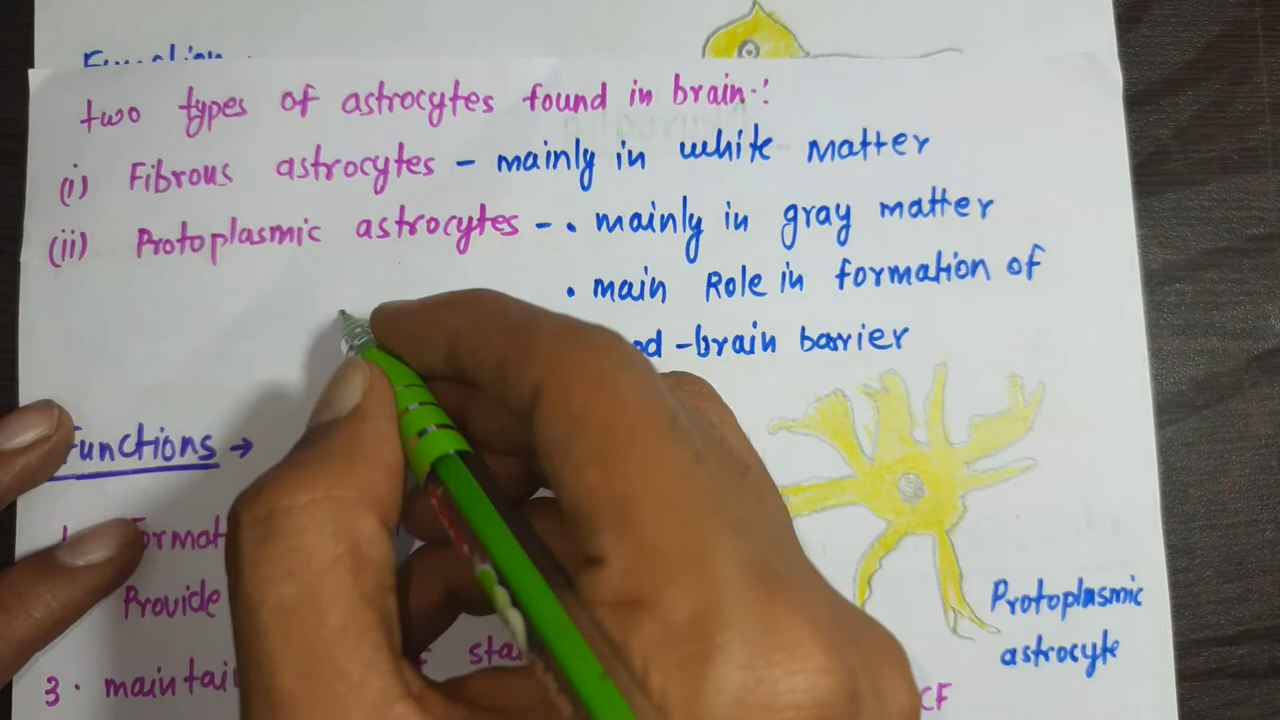 two types of astrocytes found in brain :
(i) Fibrous astrocytes - mainly in white matter
(ii) Protoplasmic astrocytes - • mainly in gray matter
• main Role in formation of
-brain barrier
Functions →
Provide
3. maintai
CF
Protoplasmic
astrocyte